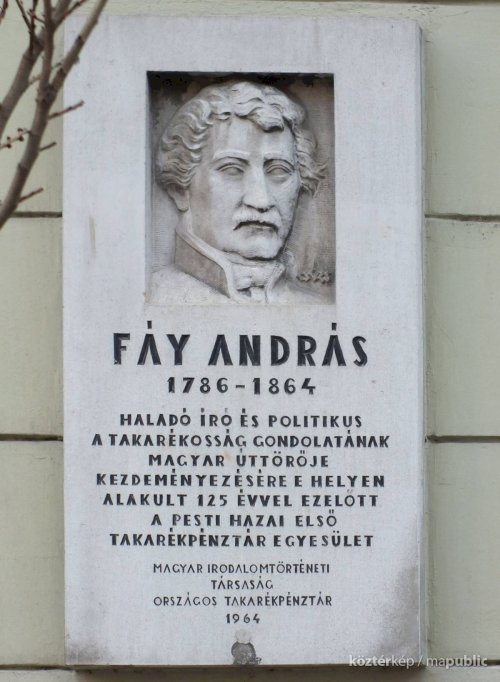 FÁY ANDRÁS
1786-1864
HALADÓ ÍRÓ ÉS POLITIKUS
A TAKARÉKOSSÁG GONDOLATÁNAK
MAGYAR ÚTTÖRŐJE
KEZDEMÉNYEZÉSÉRE E HELYEN
ALAKULT 125 ÉVVEL EZELŐTT
A PESTI HAZAI ELSŐ
TAKARÉKPÉNZTÁR EGYESÜLET
MAGYAR IRODALOMTÖRTÉNETI
TÁRSASÁG
ORSZÁGOS TAKARÉKPÉNZTÁR
1964
köztérkép / mapublic